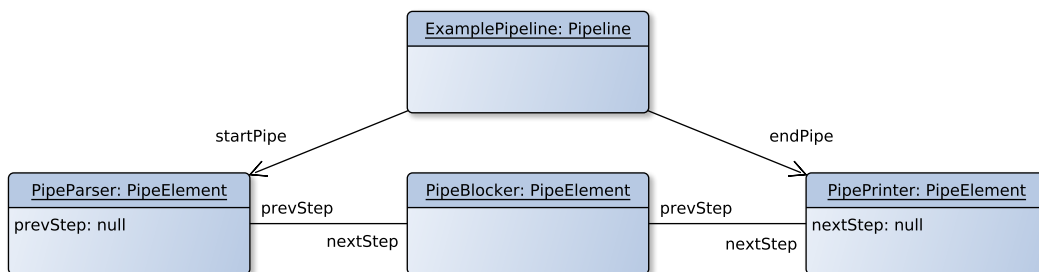 ExamplePipeline: Pipeline
startPipe
endPipe
PipeParser: PipeElement
PipeBlocker: PipeElement
PipePrinter: PipeElement
prevStep: null
prevStep
nextStep
prevStep
nextStep
nextStep: null